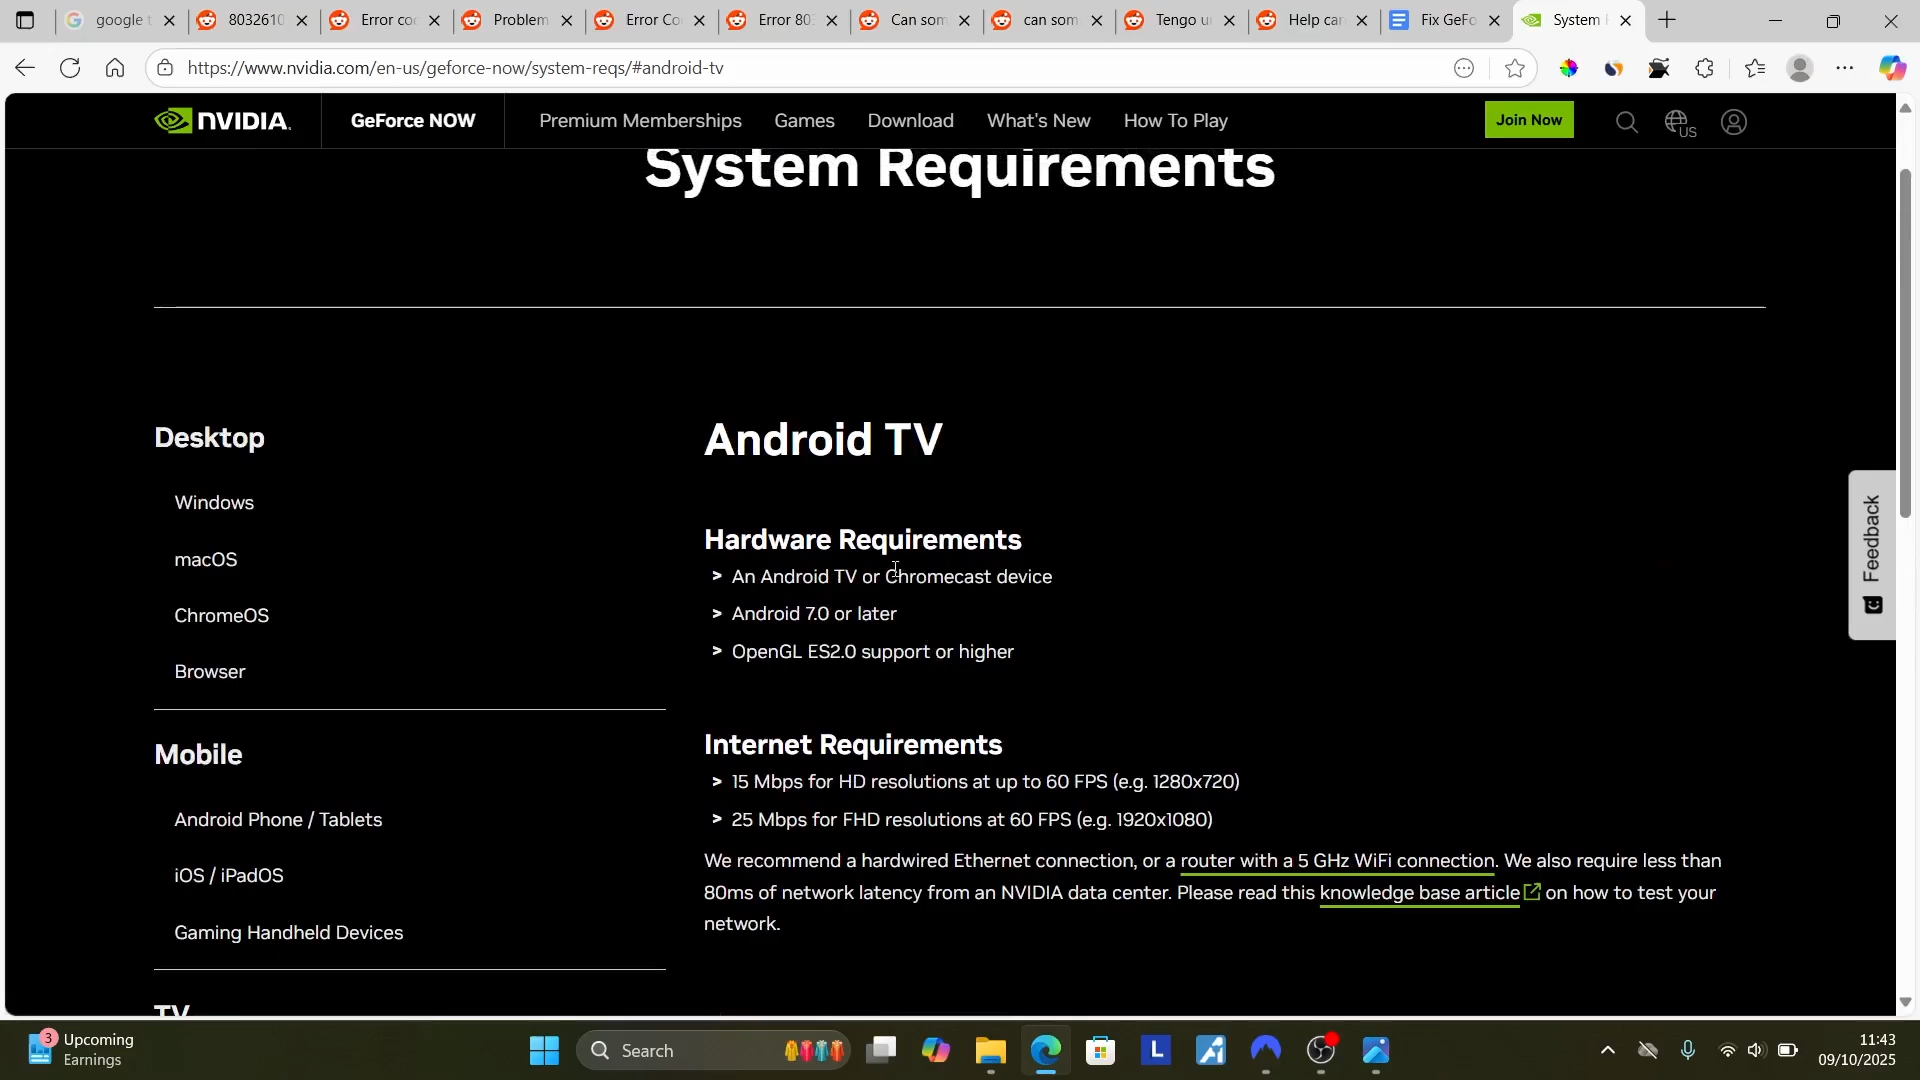 google t
8032610
Error co
Problem
Error Co
Error 80
Can som
can som
Tengo u
Help ca
Fix GeFo
System
https://www.nvidia.com/en-us/geforce-now/system-reqs/#android-tv
NVIDIA.
GeForce NOW
Premium Memberships
Games
Download
What's New
How To Play
Join Now
US
System Requirements
Desktop
Windows
macOS
ChromeOS
Browser
Mobile
Android Phone / Tablets
iOS / iPadOS
Gaming Handheld Devices
TV
Android TV
Hardware Requirements
> An Android TV or Chromecast device
> Android 7.0 or later
> OpenGL ES2.0 support or higher
Internet Requirements
> 15 Mbps for HD resolutions at up to 60 FPS (e.g. 1280x720)
> 25 Mbps for FHD resolutions at 60 FPS (e.g. 1920x1080)
We recommend a hardwired Ethernet connection, or a router with a 5 GHz WiFi connection. We also require less than
80ms of network latency from an NVIDIA data center. Please read this knowledge base article on how to test your
network.
Feedback
3
Upcoming
Earnings
Search
L
11:43
09/10/2025